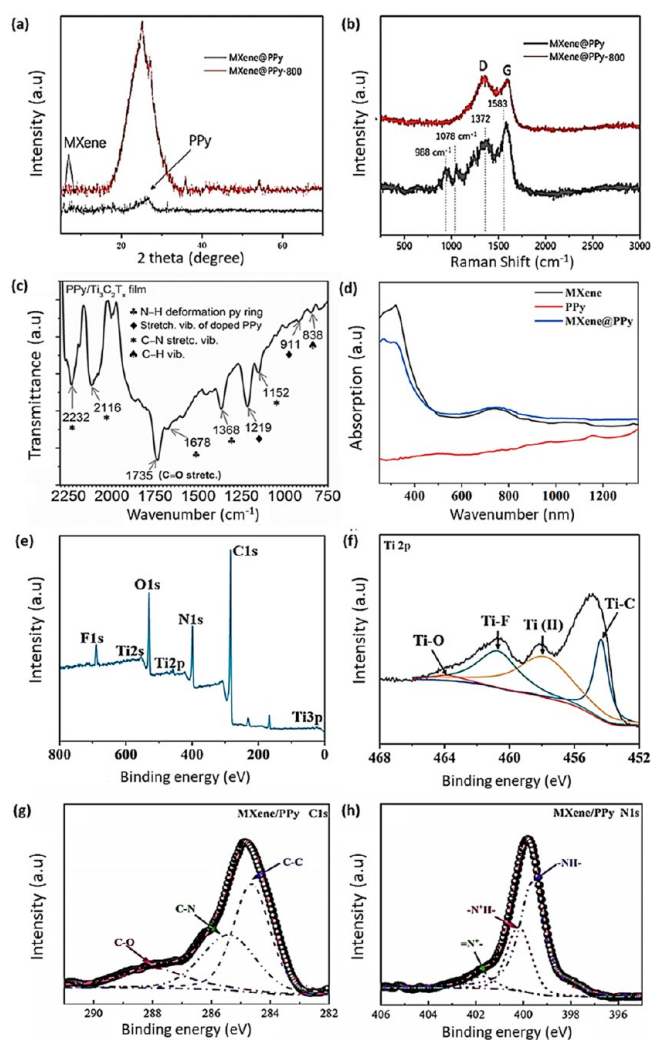 (a)
MXene@PPy
MXene@PPy-800
MXene
PPy
Intensity (a.u)
20
40
60
2 theta (degree)
(b)
MXene@PPy
MXene@PPy-800
D
G
1583
1372
1078 cm⁻¹
988 cm⁻¹
Intensity (a.u)
500
1000
1500
2000
2500
3000
Raman Shift (cm⁻¹)
(c)
PPy/Ti₃C₂Tₓ film
♣ N–H deformation py ring
♦ Stretch. vib. of doped PPy
* C–N stretc. vib.
♠ C–H vib.
911
♦
838
♠
2232
*
2116
*
1735 (C=O stretc.)
1678
♣
1368
♣
1219
♦
1152
*
Transmittance (a.u)
2250
2000
1750
1500
1250
1000
750
Wavenumber (cm⁻¹)
(d)
MXene
PPy
MXene@PPy
Absorption (a.u)
400
600
800
1000
1200
Wavenumber (nm)
(e)
F1s
O1s
Ti2s
Ti2p
N1s
C1s
Ti3p
Intensity (a.u)
800
600
400
200
0
Binding energy (eV)
(f)
Ti 2p
Ti-O
Ti-F
Ti (II)
Ti-C
Intensity (a.u)
468
464
460
456
452
Binding energy (eV)
(g)
MXene/PPy C1s
C-C
C-N
C-O
Intensity (a.u)
290
288
286
284
282
Binding energy (eV)
(h)
MXene/PPy N1s
-NH-
-N⁺H-
=N⁺-
Intensity (a.u)
406
404
402
400
398
396
Binding energy (eV)